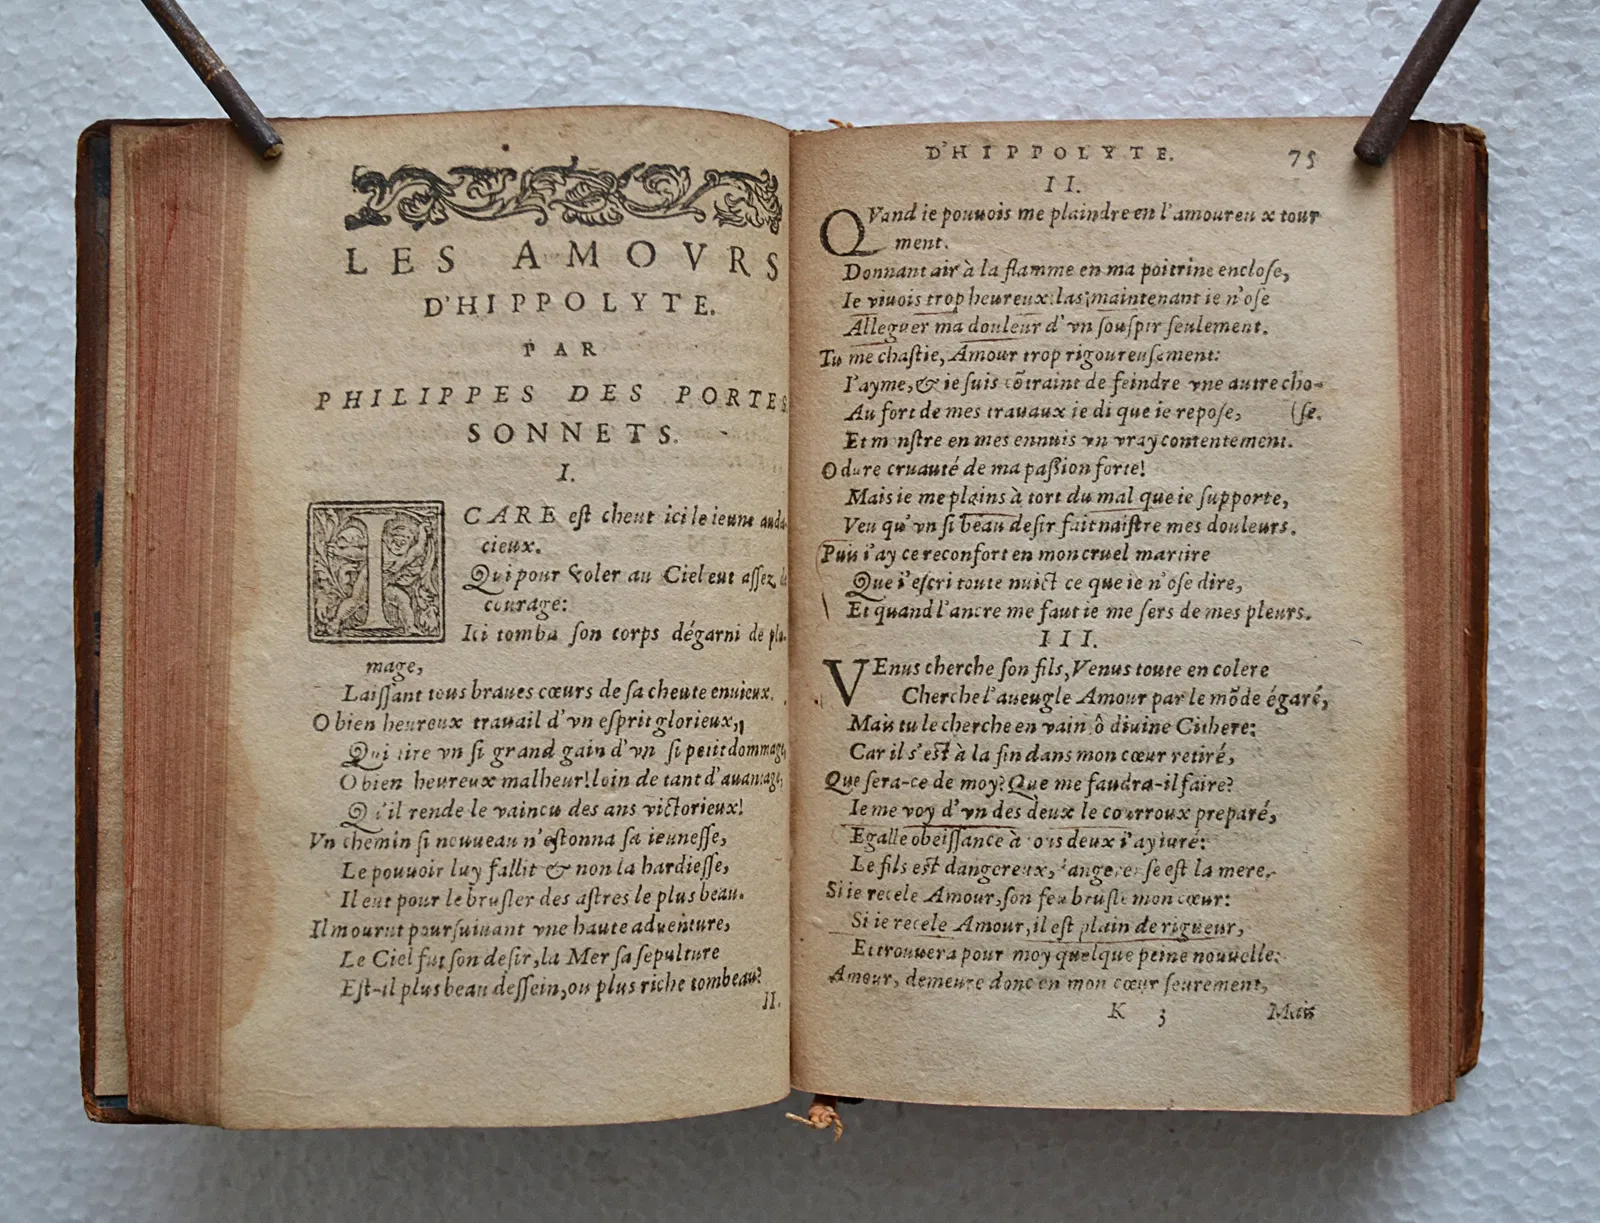 LES AMOVRS
D'HIPPOLYTE.
PAR
PHILIPPES DES PORTES
SONNETS.
I.
ICARE est cheut ici le ieune auda-
cieux.
Qui pour voler au Ciel eut assez de
courage:
Ici tomba son corps dégarni de plu-
mage,
Laissant tous braues cœurs de sa cheute enuieux.
O bien heureux trauail d'vn esprit glorieux,
Qui tire vn si grand gain d'vn si petit dommage,
O bien heureux malheur! loin de tant d'auantage,
Qu'il rende le vaincu des ans victorieux!
Vn chemin si nouueau n'estonna sa ieunesse,
Le pouuoir luy fallit & non la hardiesse,
Il eut pour le brusler des astres le plus beau.
Il mourut poursuiuant vne haute aduenture,
Le Ciel fut son desir, la Mer sa sepulture
Est-il plus beau dessein, ou plus riche tombeau?
II.
D'HIPPOLYTE. 75
II.
QVand ie pouuois me plaindre en l'amoureux tour
ment.
Donnant air à la flamme en ma poitrine enclose,
Ie viuois trop heureux: las; maintenant ie n'ose
Alleguer ma douleur d'vn souspir seulement.
Tu me chastie, Amour trop rigoureusement:
I'ayme, & ie suis cõtraint de feindre vne autre cho-
Au fort de mes trauaux ie di que ie repose, (se.
Et m nstre en mes ennuis vn vray contentement.
O dure cruauté de ma passion forte!
Mais ie me plains à tort du mal que ie supporte,
Veu qu'vn si beau desir fait naistre mes douleurs.
Puis i'ay ce reconfort en mon cruel martire
Que i'escri toute nuict ce que ie n'ose dire,
Et quand l'ancre me faut ie me sers de mes pleurs.
III.
VEnus cherche son fils, Venus toute en colere
Cherche l'aueugle Amour par le mõde égaré,
Mais tu le cherche en vain ô diuine Cithere:
Car il s'est à la fin dans mon cœur retiré,
Que sera-ce de moy? Que me faudra-il faire?
Ie me voy d'vn des deux le courroux preparé,
Egalle obeissance à tous deux i'ay iuré:
Le fils est dangereux, dangereuse est la mere.
Si ie recele Amour, son feu brusle mon cœur:
Si ie recele Amour, il est plain de rigueur,
Et trouuera pour moy quelque peine nouuelle:
Amour, demeure donc en mon cœur seurement,
K 3 Mais